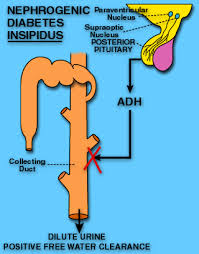 NEPHROGENIC
DIABETES
INSIPIDUS
Paraventricular
Nucleus
Supraoptic
Nucleus
POSTERIOR
PITUITARY
ADH
Collecting
Duct
DILUTE URINE
POSITIVE FREE WATER CLEARANCE